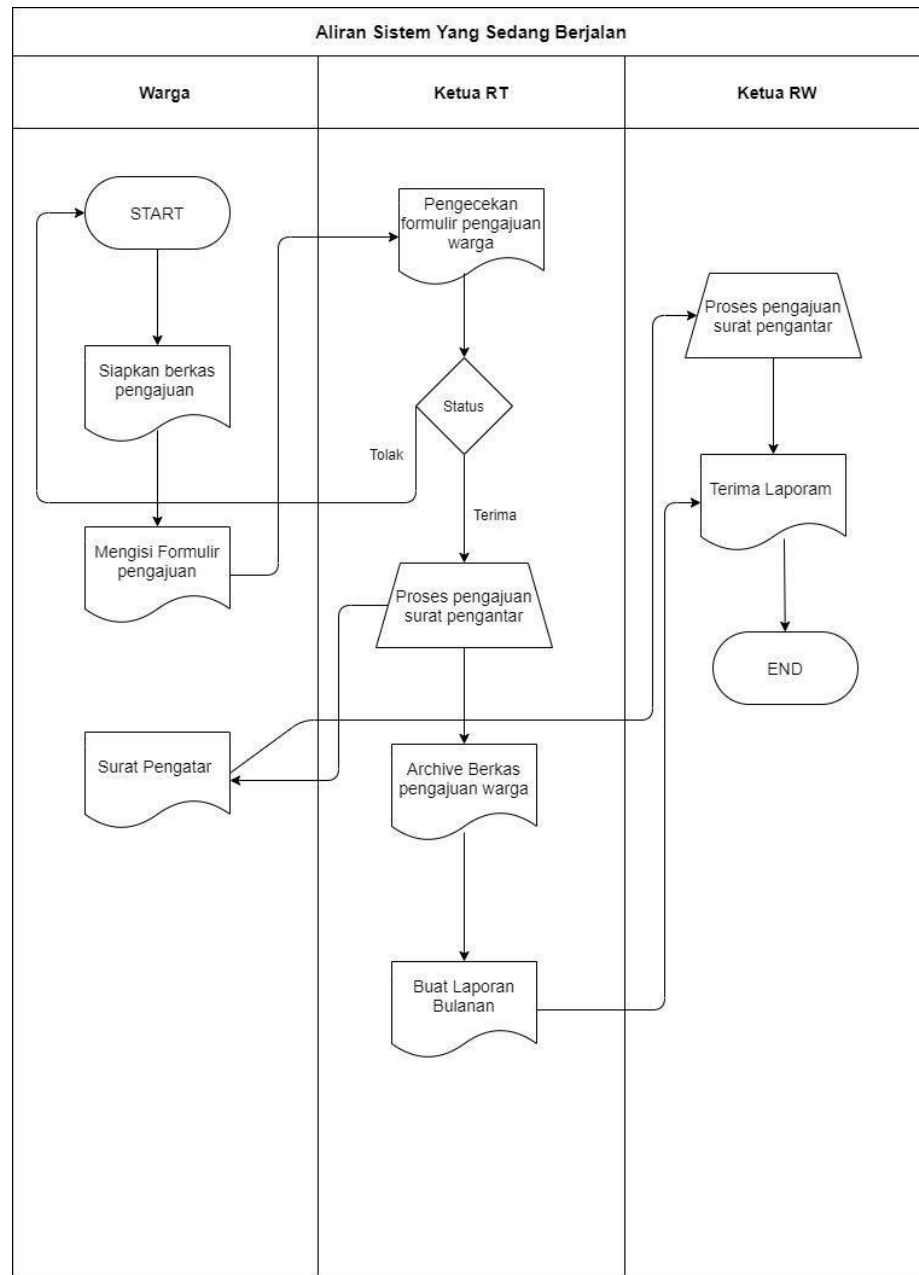 Aliran Sistem Yang Sedang Berjalan
Warga
Ketua RT
Ketua RW
START
Siapkan berkas
pengajuan
Mengisi Formulir
pengajuan
Surat Pengatar
Pengecekan
formulir pengajuan
warga
Status
Tolak
Terima
Proses pengajuan
surat pengantar
Archive Berkas
pengajuan warga
Buat Laporan
Bulanan
Proses pengajuan
surat pengantar
Terima Laporam
END